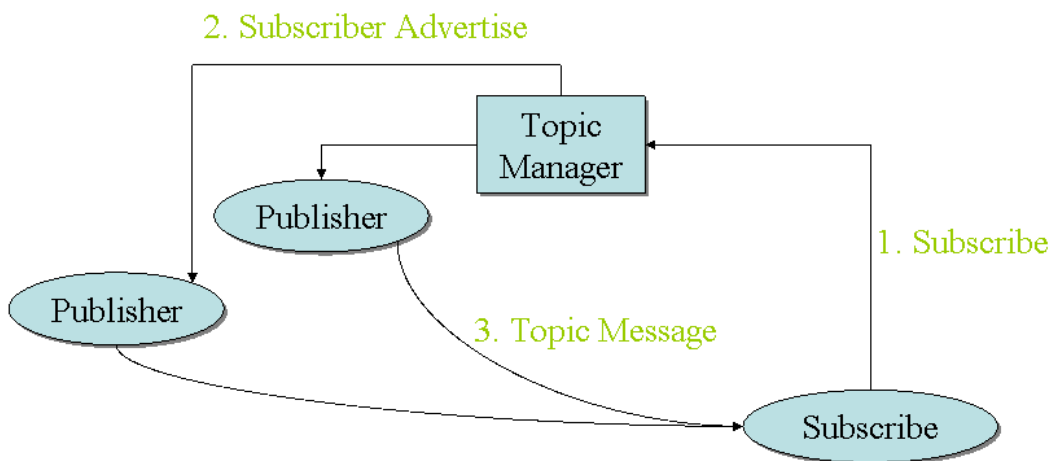 2. Subscriber Advertise
Topic
Manager
Publisher
1. Subscribe
Publisher
3. Topic Message
Subscribe